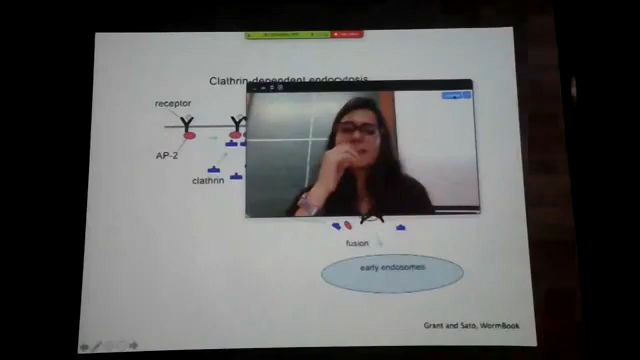 Clathrin-dependent endocytosis
receptor
AP-2
clathrin
fusion
early endosomes
Grant and Sato, WormBook